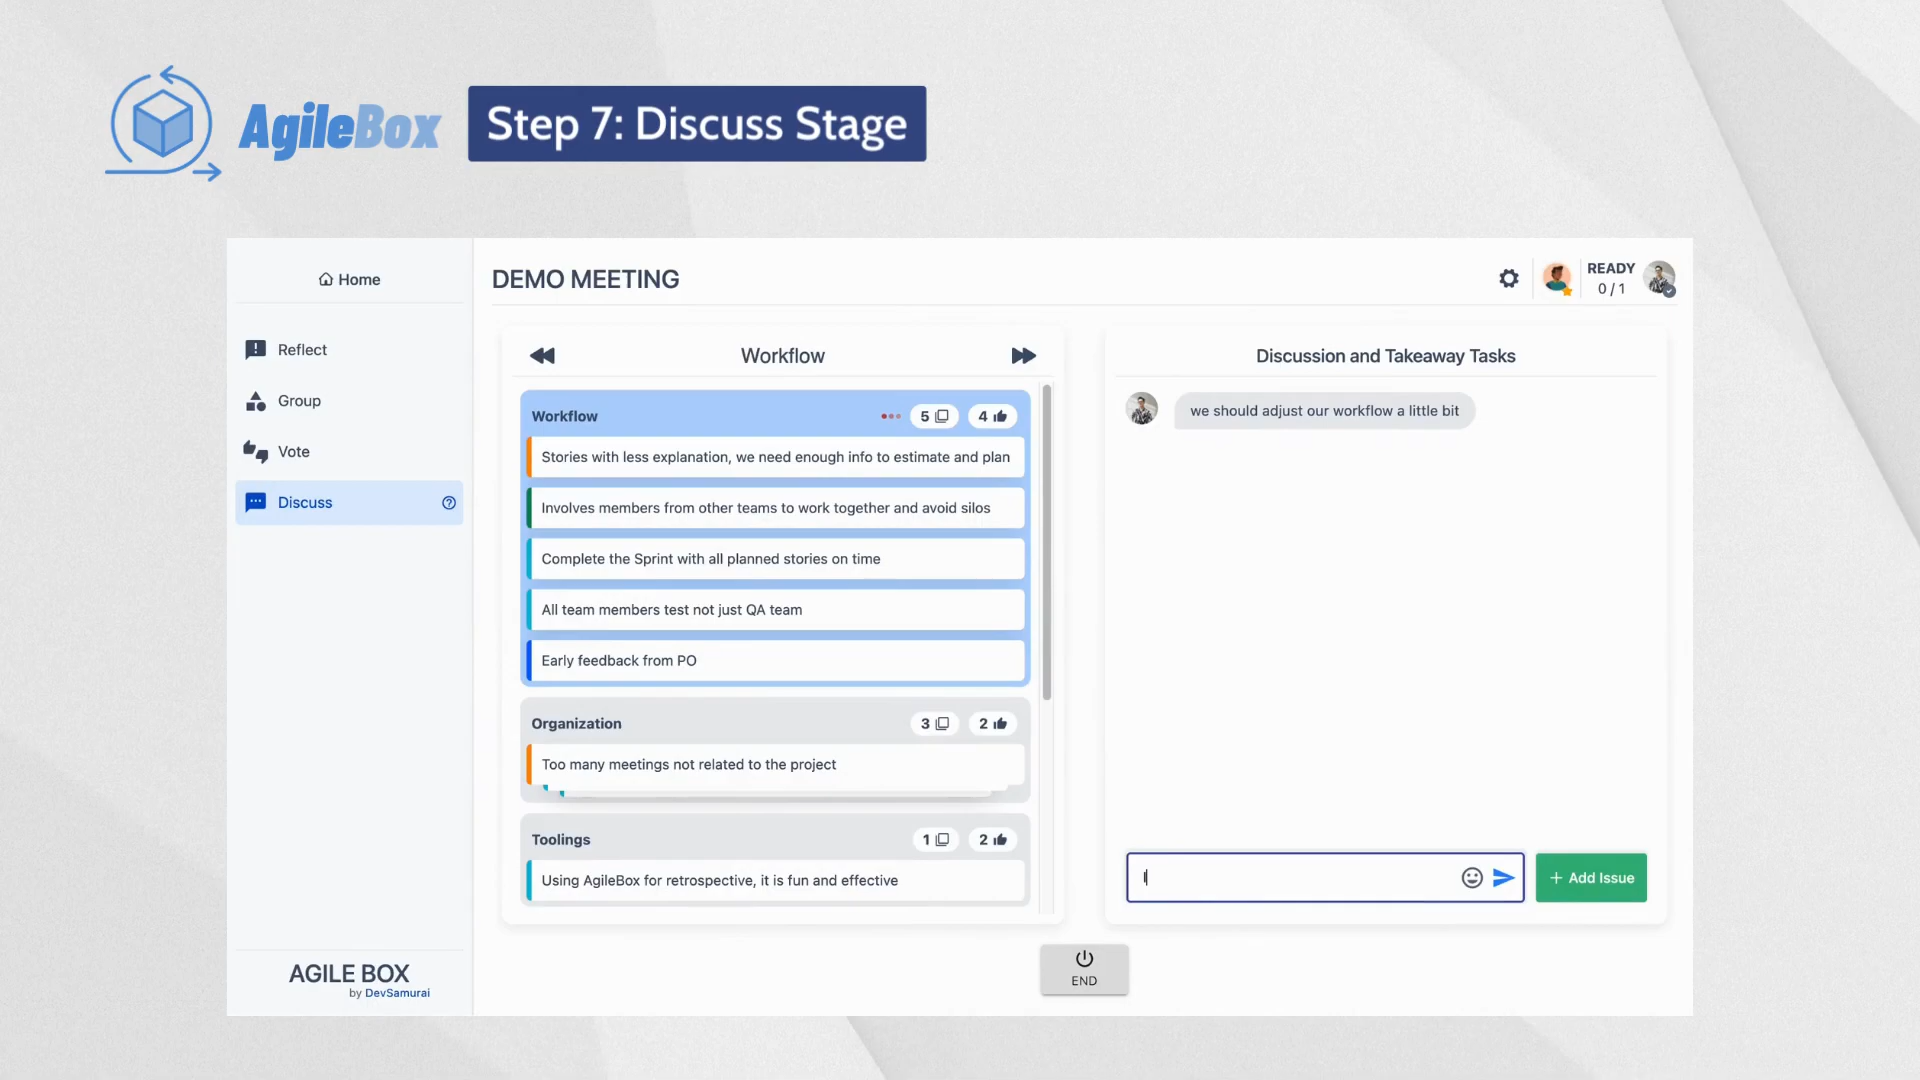 AgileBox
Step 7: Discuss Stage
Home
DEMO MEETING
READY
0 / 1
Reflect
Group
Vote
Discuss
Workflow
Workflow
5
4
Stories with less explanation, we need enough info to estimate and plan
Involves members from other teams to work together and avoid silos
Complete the Sprint with all planned stories on time
All team members test not just QA team
Early feedback from PO
Organization
3
2
Too many meetings not related to the project
Toolings
1
2
Using AgileBox for retrospective, it is fun and effective
Discussion and Takeaway Tasks
we should adjust our workflow a little bit
+ Add Issue
END
AGILE BOX
by DevSamurai